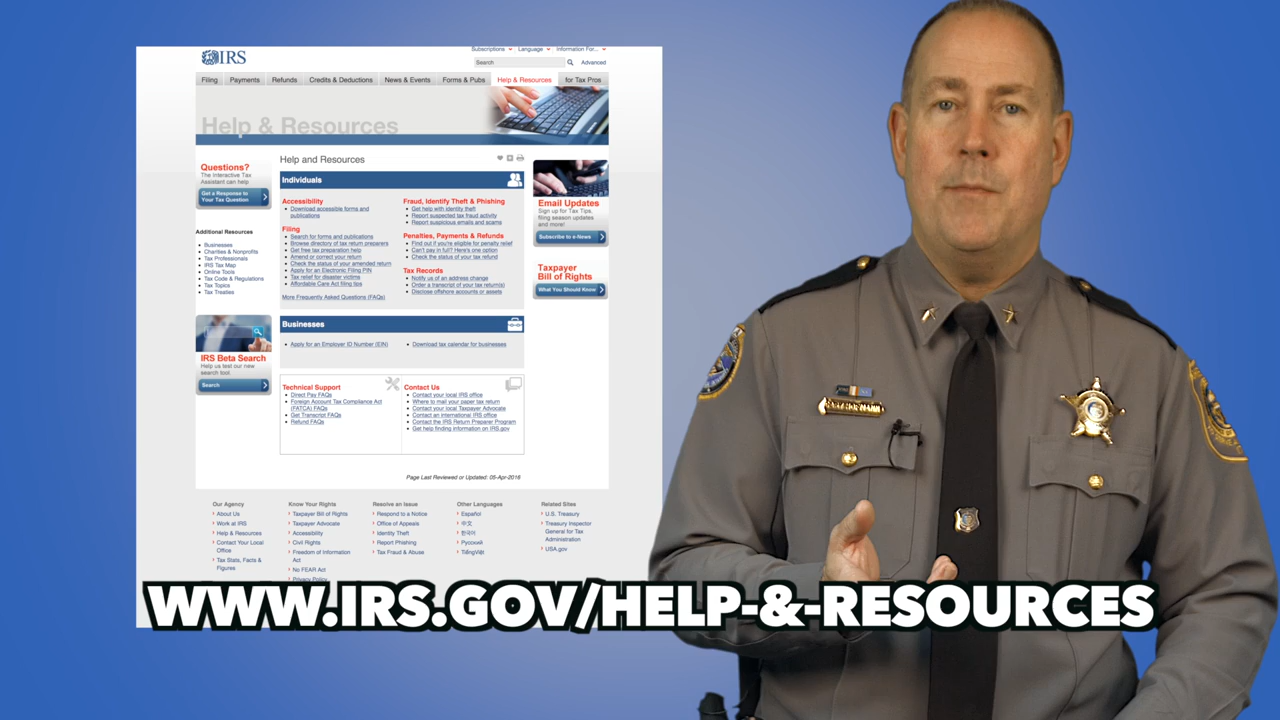 IRS
Subscriptions Language Information For...
Search Advanced
Filing Payments Refunds Credits & Deductions News & Events Forms & Pubs Help & Resources for Tax Pros
Help & Resources
Questions?
The Interactive Tax
Assistant can help
Get a Response to
Your Tax Question
Additional Resources
Businesses
Charities & Nonprofits
Tax Professionals
IRS Tax Map
Online Tools
Tax Code & Regulations
Tax Topics
Tax Treaties
IRS Beta Search
Help us test our new
search tool
Search
Help and Resources
Individuals
Accessibility
Download accessible forms and
publications
Filing
Search for forms and publications
Browse directory of tax return preparers
Get free tax preparation help
Amend or correct your return
Check the status of your amended return
Apply for an Electronic Filing PIN
Tax relief for disaster victims
Affordable Care Act filing tips
More Frequently Asked Questions (FAQs)
Fraud, Identify Theft & Phishing
Get help with identity theft
Report suspected tax fraud activity
Report suspicious emails and scams
Penalties, Payments & Refunds
Find out if you're eligible for penalty relief
Can't pay in full? Here's one option
Check the status of your tax refund
Tax Records
Notify us of an address change
Order a transcript of your tax return(s)
Disclose offshore accounts or assets
Businesses
Apply for an Employer ID Number (EIN)
Download tax calendar for businesses
Technical Support
Direct Pay FAQs
Foreign Account Tax Compliance Act
(FATCA) FAQs
Get Transcript FAQs
Refund FAQs
Contact Us
Contact your local IRS office
Where to mail your paper tax return
Contact your local Taxpayer Advocate
Contact an international IRS office
Contact the IRS Return Preparer Program
Get help finding information on IRS.gov
Email Updates
Sign up for Tax Tips,
filing season updates
and more!
Subscribe to e-News
Taxpayer
Bill of Rights
What You Should Know
Page Last Reviewed or Updated: 05-Apr-2016
Our Agency
About Us
Work at IRS
Help & Resources
Contact Your Local
Office
Tax Stats, Facts &
Figures
Know Your Rights
Taxpayer Bill of Rights
Taxpayer Advocate
Accessibility
Civil Rights
Freedom of Information
Act
No FEAR Act
Privacy Policy
Resolve an Issue
Respond to a Notice
Office of Appeals
Identity Theft
Report Phishing
Tax Fraud & Abuse
Other Languages
Español
中文
한국어
Русский
TiếngViệt
Related Sites
U.S. Treasury
Treasury Inspector
General for Tax
Administration
USA.gov
WWW.IRS.GOV/HELP-&-RESOURCES